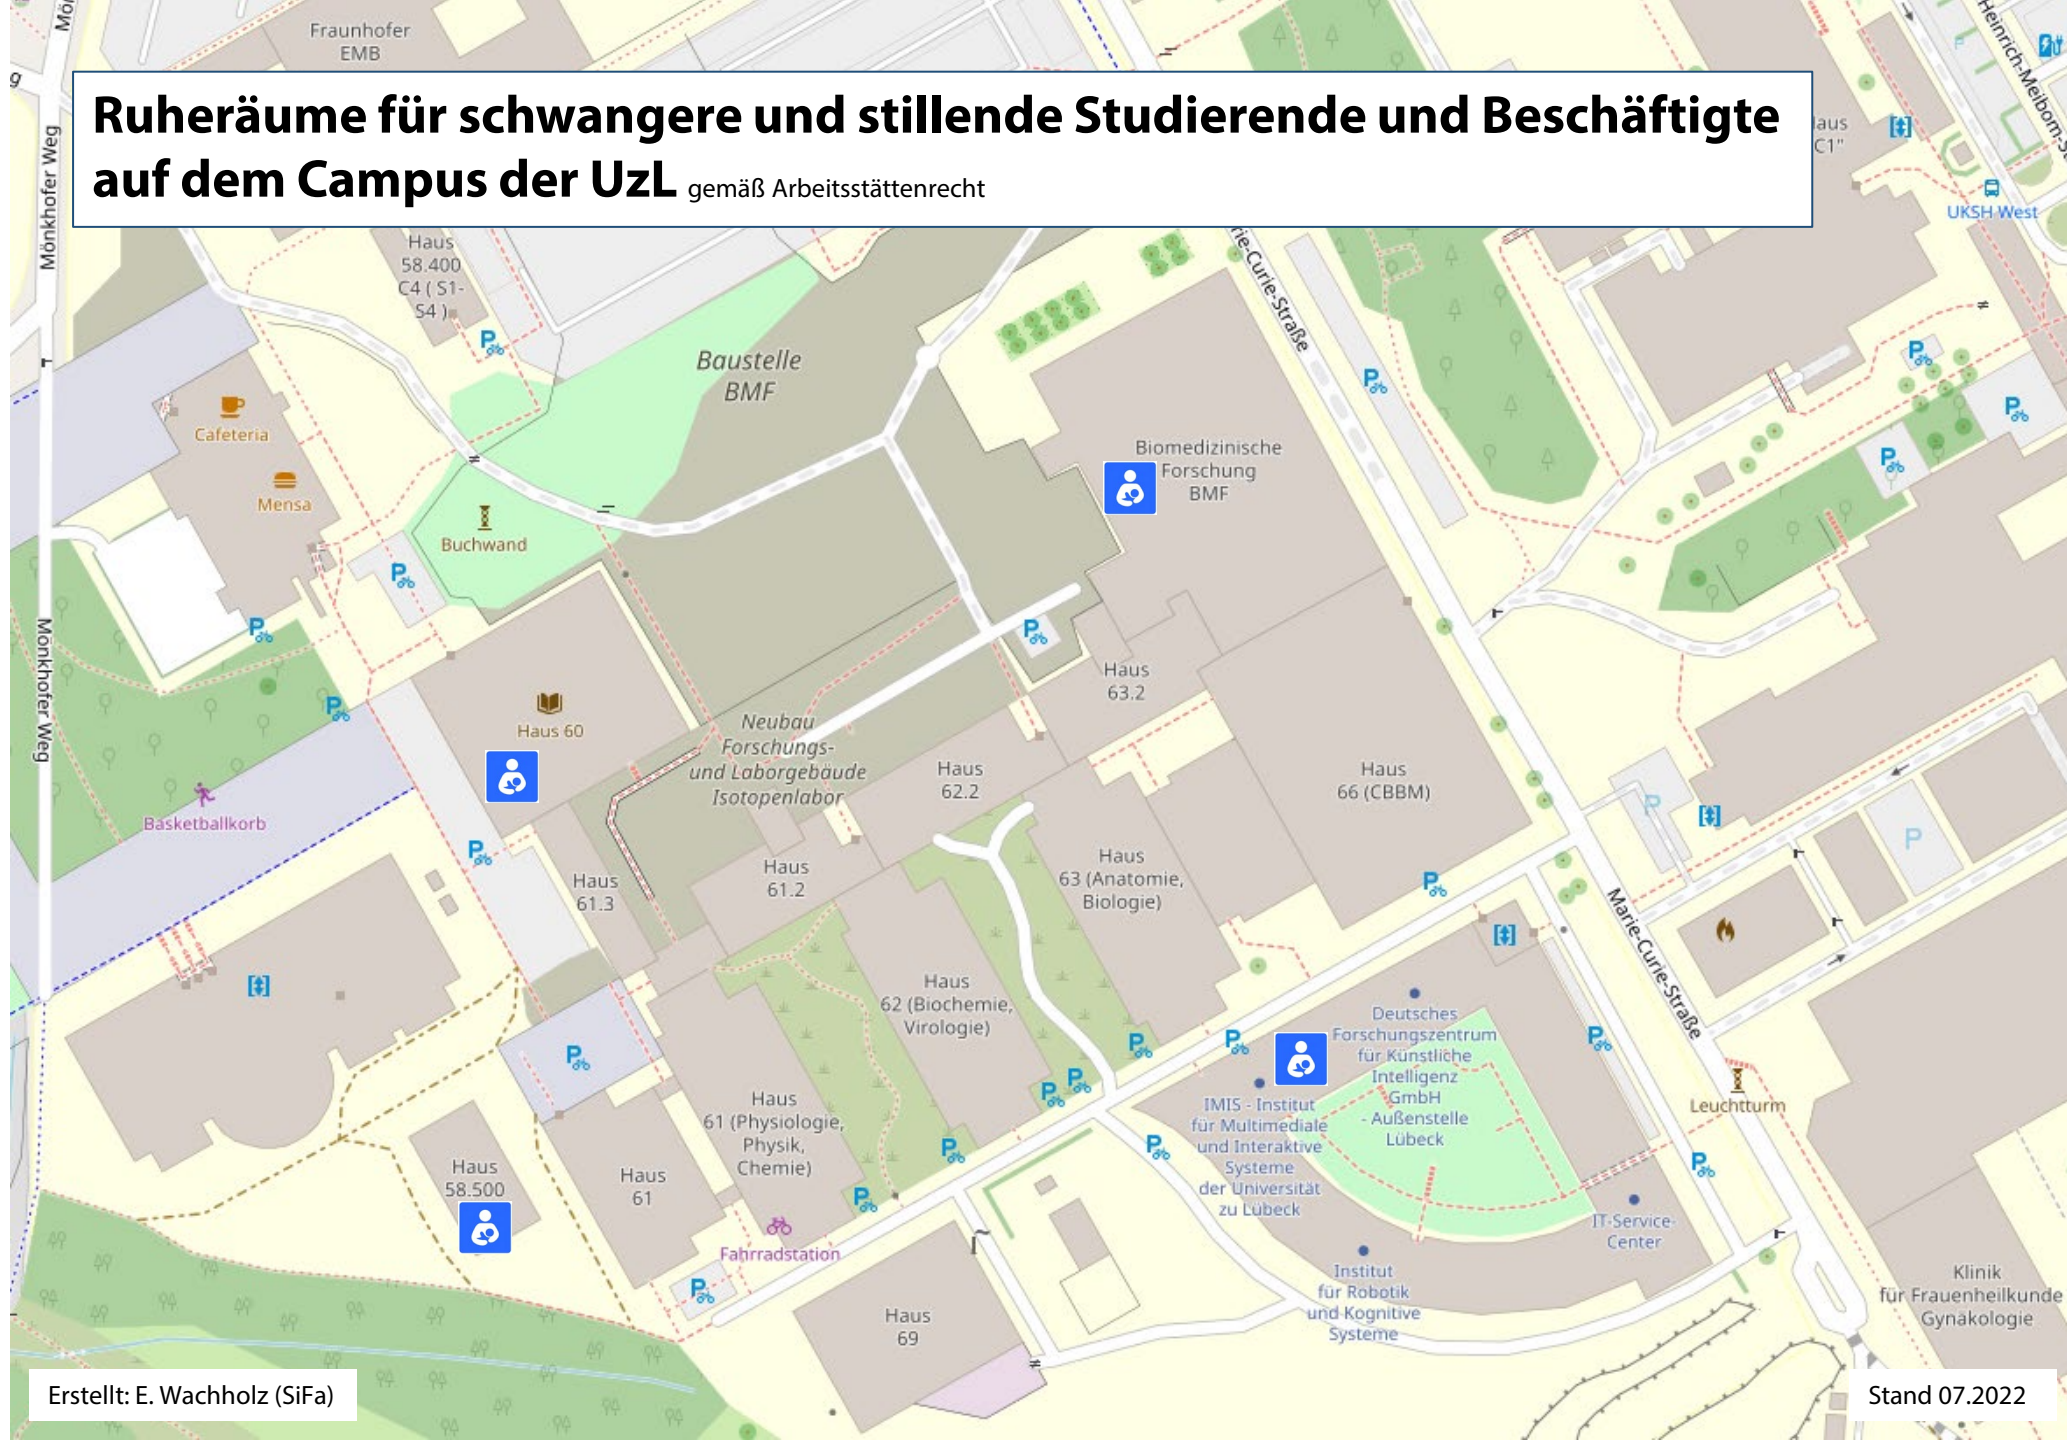 Ruheräume für schwangere und stillende Studierende und Beschäftigte
auf dem Campus der UzL gemäß Arbeitsstättenrecht
Fraunhofer
EMB
Mönkhofer Weg
Heinrich-Meibom-S
aus
C1"
UKSH West
Haus
58.400
C4 ( S1-
S4 )
rie-Curie-Straße
Baustelle
BMF
Cafeteria
Mensa
Buchwand
Biomedizinische
Forschung
BMF
Mönkhofer Weg
Haus 60
Haus
63.2
Neubau
Forschungs-
und Laborgebäude
Isotopenlabor
Haus
62.2
Haus
66 (CBBM)
Basketballkorb
Haus
61.3
Haus
61.2
Haus
63 (Anatomie,
Biologie)
Marie-Curie-Straße
Haus
62 (Biochemie,
Virologie)
Deutsches
Forschungszentrum
für Künstliche
Intelligenz
GmbH
- Außenstelle
Lübeck
Leuchtturm
Haus
61 (Physiologie,
Physik,
Chemie)
IMIS - Institut
für Multimediale
und Interaktive
Systeme
der Universität
zu Lübeck
Haus
58.500
Haus
61
Fahrradstation
IT-Service-
Center
Institut
für Robotik
und Kognitive
Systeme
Klinik
für Frauenheilkunde
Gynäkologie
Haus
69
Erstellt: E. Wachholz (SiFa)
Stand 07.2022